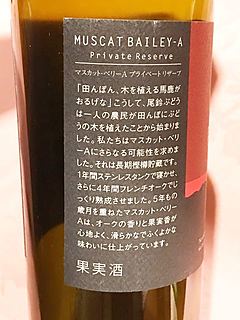 MUSCAT BAILEY-A
Private Reserve
マスカット・ベリーA プライベートリザーブ
「田んぼん、木を植える馬鹿が
おるげな」こうして、尾鈴ぶどう
は一人の農民が田んぼにぶど
うの木を植えたことから始まりま
した。私たちはマスカット・ベリ
ーAにさらなる可能性を求めま
した。それは長期樫樽貯蔵です。
1年間ステンレスタンクで寝かせ、
さらに4年間フレンチオークでじ
っくり熟成させました。5年もの
歳月を重ねたマスカット・ベリー
Aは、オークの香りと果実香が
心地よく、滑らかでふくよかな
味わいに仕上がっています。
果実酒